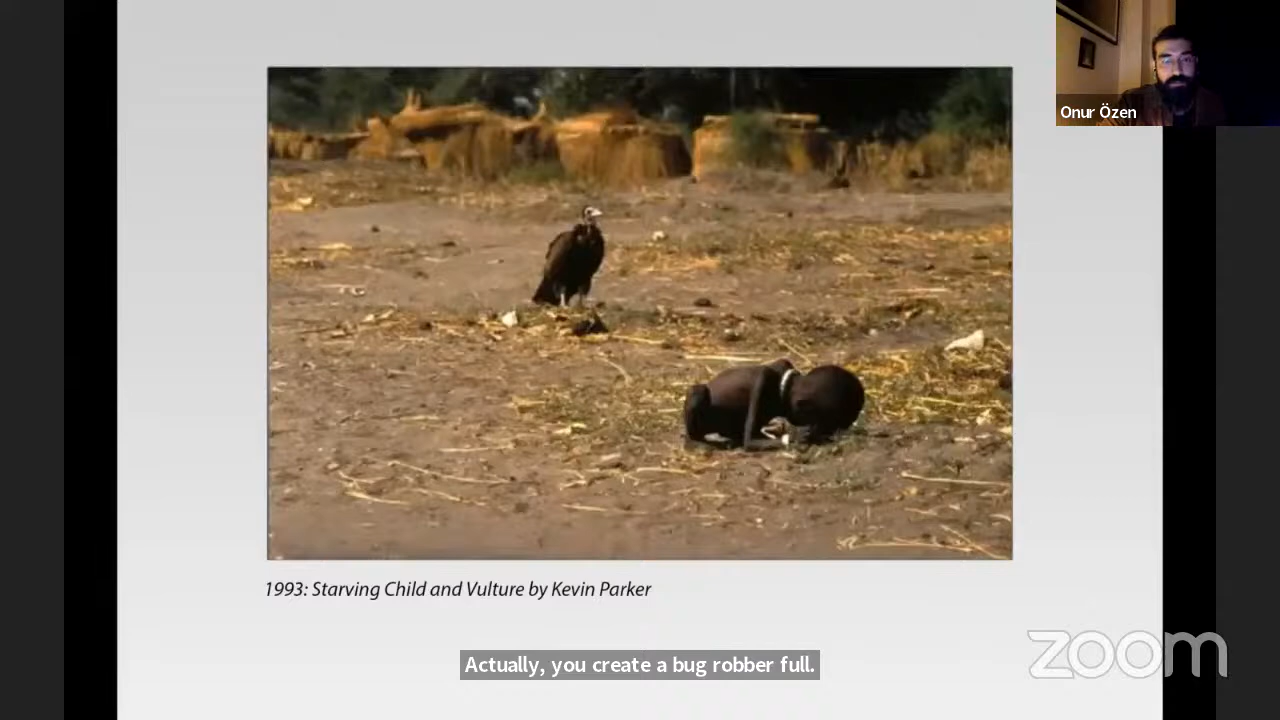 Onur Özen
1993: Starving Child and Vulture by Kevin Parker
Actually, you create a bug robber full.
zoom